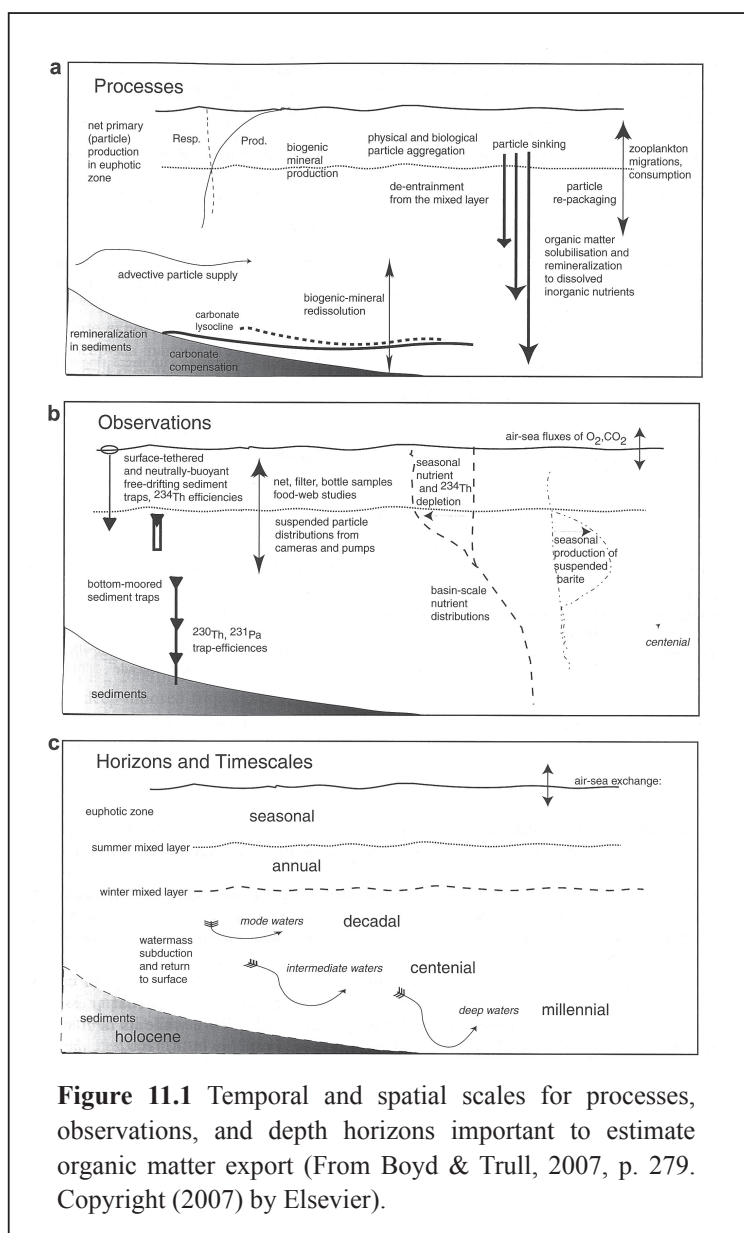 a
Processes
net primary
(particle)
production
in euphotic
zone
Resp.
Prod.
biogenic
mineral
production
physical and biological
particle aggregation
particle sinking
zooplankton
migrations,
consumption
de-entrainment
from the mixed layer
particle
re-packaging
organic matter
solubilisation and
remineralization
to dissolved
inorganic nutrients
advective particle supply
biogenic-mineral
redissolution
carbonate
lysocline
remineralization
in sediments
carbonate
compensation
b
Observations
air-sea fluxes of O2,CO2
surface-tethered
and neutrally-buoyant
free-drifting sediment
traps, 234Th efficiencies
net, filter, bottle samples
food-web studies
seasonal
nutrient
and 234Th
depletion
suspended particle
distributions from
cameras and pumps
seasonal
production of
suspended
barite
bottom-moored
sediment traps
basin-scale
nutrient
distributions
230Th, 231Pa
trap-efficiences
centenial
sediments
c
Horizons and Timescales
air-sea exchange:
euphotic zone
seasonal
summer mixed layer
annual
winter mixed layer
mode waters
decadal
watermass
subduction
and return
to surface
intermediate waters
centenial
deep waters
millennial
sediments
holocene
Figure 11.1 Temporal and spatial scales for processes,
observations, and depth horizons important to estimate
organic matter export (From Boyd & Trull, 2007, p. 279.
Copyright (2007) by Elsevier).